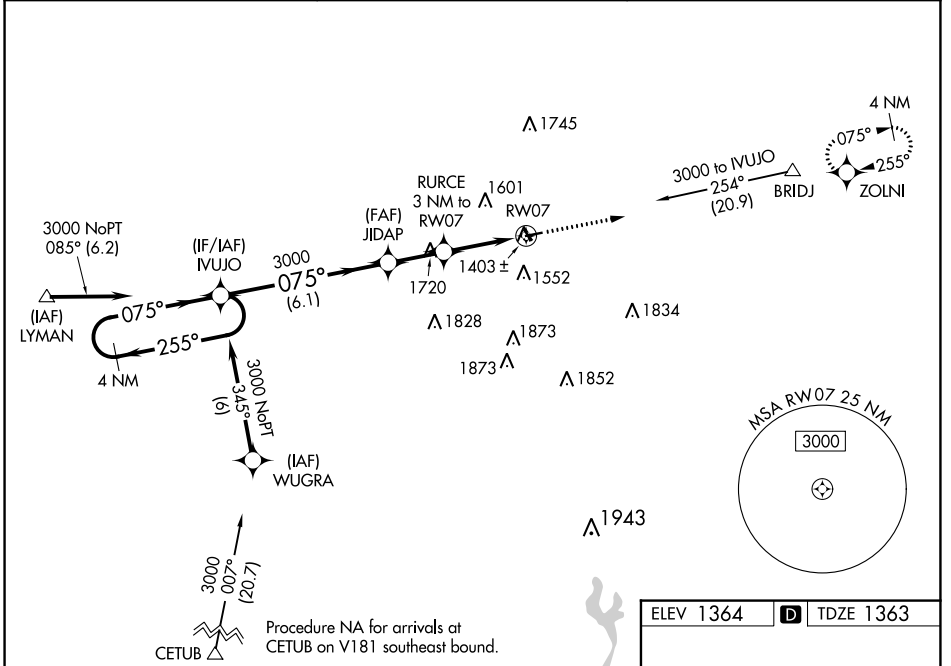 4 NM
075°
255°
ZOLNI
BRIDJ
3000 to IVUJO
254°
(20.9)
1745
1601
RURCE
3 NM to
RW07
RW07
(FAF)
JIDAP
1720
1403 ±
1552
3000
075°
(6.1)
(IF/IAF)
IVUJO
3000 NoPT
085° (6.2)
(IAF)
LYMAN
075°
255°
4 NM
1828
1873
1873
1834
1852
3000 NoPT
345°
(6)
(IAF)
WUGRA
MSA RW07 25 NM
3000
1943
3000
007°
(20.7)
CETUB
Procedure NA for arrivals at
CETUB on V181 southeast bound.
ELEV 1364 D TDZE 1363